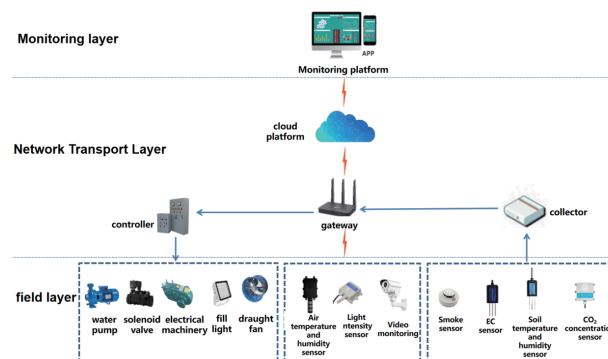 Monitoring layer
APP
Monitoring platform
cloud
platform
Network Transport Layer
controller
gateway
collector
field layer
water
pump
solenoid
valve
electrical
machinery
fill
light
draught
fan
Air
temperature
and
humidity
sensor
Light
ntensity
sensor
Video
monitoring
Smoke
sensor
EC
sensor
Soil
temperature
and
humidity
sensor
CO₂
concentratio
sensor